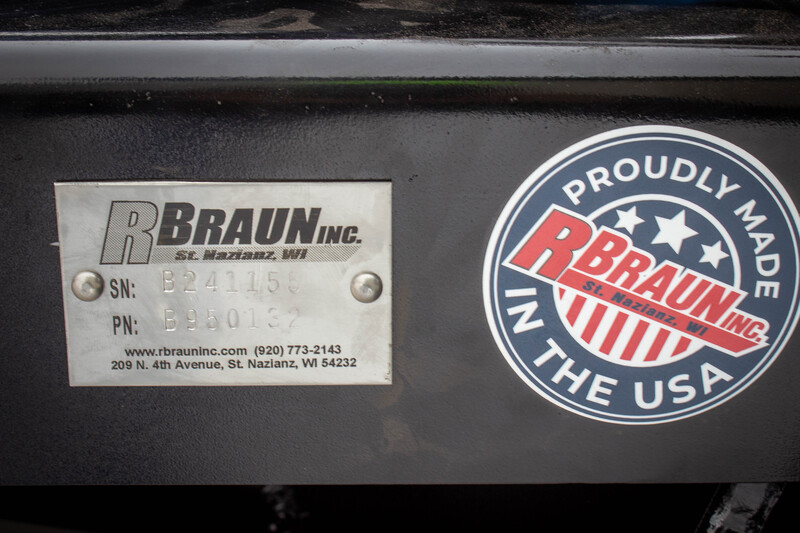 RBRAUN INC.
St. Nazianz, WI
SN: B241156
PN: B950132
www.rbrauninc.com (920) 773-2143
209 N. 4th Avenue, St. Nazianz, WI 54232
PROUDLY MADE
RBRAUN INC.
St. Nazianz, WI
IN THE USA